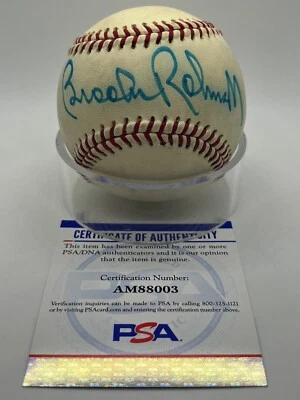 Brooks Robinson
CERTIFICATE OF AUTHENTICITY
This item has been examined by one or more
PSA/DNA authenticators and it is our opinion
that the item is genuine.
Certification Number:
AM88003
Verification inquiries can be made to PSA by calling 800-325-1121
or by visiting PSAcard.com and entering the certification number above.
PSA